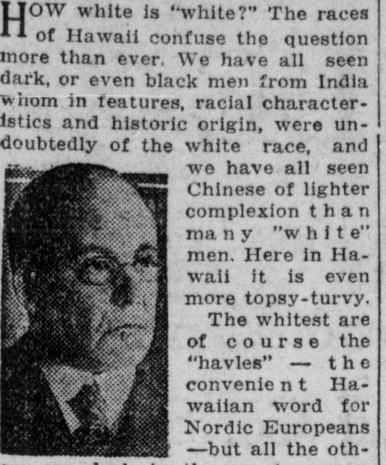 HOW white is "white?" The races
of Hawaii confuse the question
more than ever. We have all seen
dark, or even black men from India
whom in features, racial character-
istics and historic origin, were un-
doubtedly of the white race, and
we have all seen
Chinese of lighter
complexion than
many "white"
men. Here in Ha-
waii it is even
more topsy-turvy.
The whitest are
of course the
"havles" — the
convenient Ha-
waiian word for
Nordic Europeans
—but all the oth-